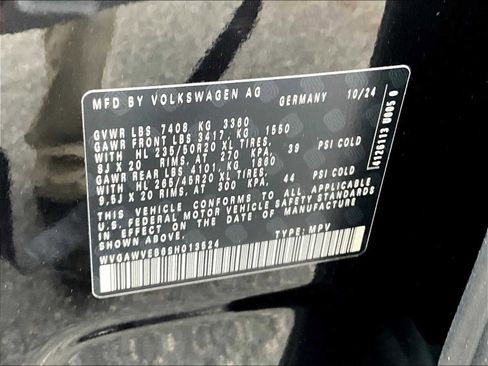 MFD BY VOLKSWAGEN AG GERMANY 10/24
GVWR LBS 7408 KG 3360
GAWR FRONT LBS 3417 KG 1550
WITH HL 235/50R20 XL TIRES, 39 PSI COLD
8J X 20 RIMS, AT 270 KPA,
GAWR REAR LBS 4101 KG 1860
WITH HL 265/45R20 XL TIRES, 44 PSI COLD
9.5J X 20 RIMS, AT 300 KPA
THIS VEHICLE CONFORMS TO ALL APPLICABLE
U.S. FEDERAL MOTOR VEHICLE SAFETY STANDARDS
IN EFFECT ON THE DATE OF MANUFACTURE
SHOWN ABOVE.
TYPE: MPV
4126113 U005 0